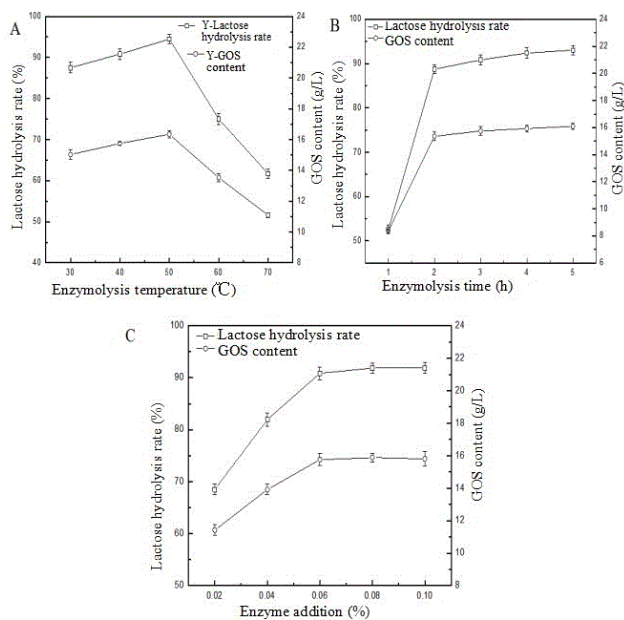 A
Y-Lactose
hydrolysis rate
Y-GOS
content
Lactose hydrolysis rate (%)
100
90
80
70
60
50
40
GOS content (g/L)
24
22
20
18
16
14
12
10
8
30 40 50 60 70
Enzymolysis temperature (℃)
B
Lactose hydrolysis rate
GOS content
Lactose hydrolysis rate (%)
100
90
80
70
60
50
GOS content (g/L)
24
22
20
18
16
14
12
10
8
6
1 2 3 4 5
Enzymolysis time (h)
C
Lactose hydrolysis rate
GOS content
Lactose hydrolysis rate (%)
100
90
80
70
60
50
GOS content (g/L)
24
22
20
18
16
14
11
8
0.02 0.04 0.06 0.08 0.10
Enzyme addition (%)